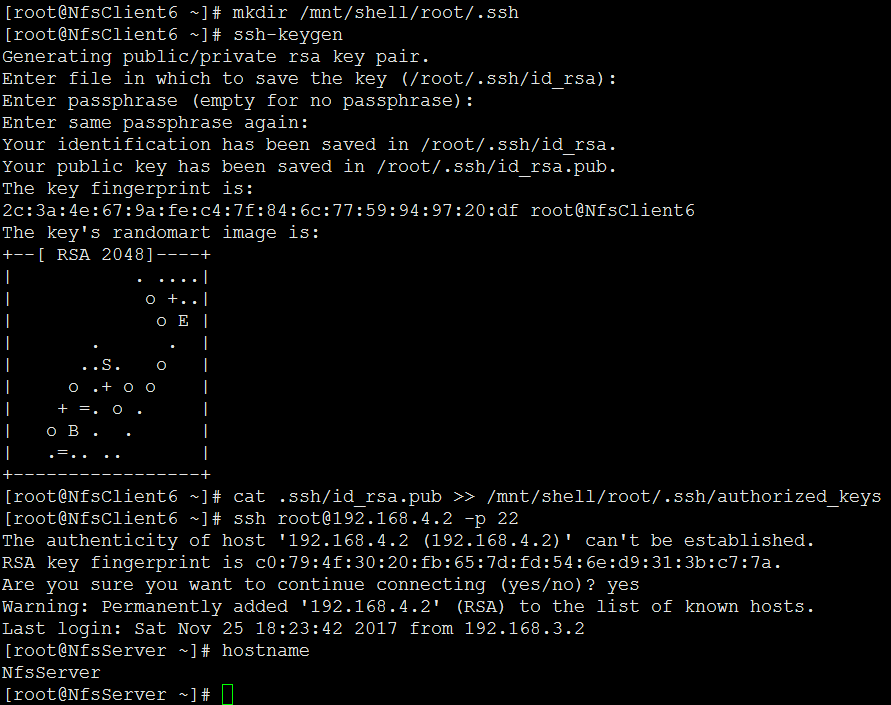 [root@NfsClient6 ~]# mkdir /mnt/shell/root/.ssh
[root@NfsClient6 ~]# ssh-keygen
Generating public/private rsa key pair.
Enter file in which to save the key (/root/.ssh/id_rsa):
Enter passphrase (empty for no passphrase):
Enter same passphrase again:
Your identification has been saved in /root/.ssh/id_rsa.
Your public key has been saved in /root/.ssh/id_rsa.pub.
The key fingerprint is:
2c:3a:4e:67:9a:fe:c4:7f:84:6c:77:59:94:97:20:df root@NfsClient6
The key's randomart image is:
+--[ RSA 2048]----+
|           . ....|
|            o +..|
|             o E |
|       .      .  |
|      ..S.   o   |
|     o .+ o o    |
|    + =. o .     |
|   o B .  .      |
|   .=.. ..       |
+-----------------+
[root@NfsClient6 ~]# cat .ssh/id_rsa.pub >> /mnt/shell/root/.ssh/authorized_keys
[root@NfsClient6 ~]# ssh root@192.168.4.2 -p 22
The authenticity of host '192.168.4.2 (192.168.4.2)' can't be established.
RSA key fingerprint is c0:79:4f:30:20:fb:65:7d:fd:54:6e:d9:31:3b:c7:7a.
Are you sure you want to continue connecting (yes/no)? yes
Warning: Permanently added '192.168.4.2' (RSA) to the list of known hosts.
Last login: Sat Nov 25 18:23:42 2017 from 192.168.3.2
[root@NfsServer ~]# hostname
NfsServer
[root@NfsServer ~]#